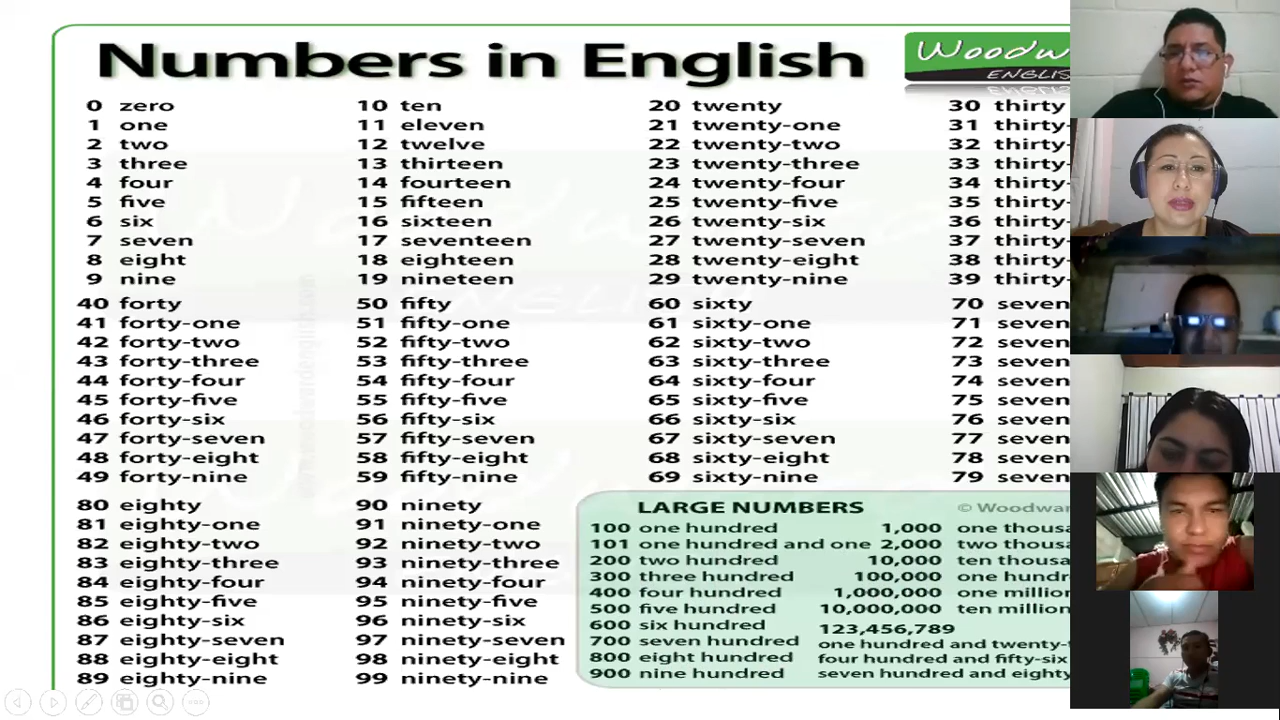 Numbers in English
Woodw
ENGLIS
0 zero 10 ten 20 twenty 30 thirty
1 one 11 eleven 21 twenty-one 31 thirty-
2 two 12 twelve 22 twenty-two 32 thirty-
3 three 13 thirteen 23 twenty-three 33 thirty-
4 four 14 fourteen 24 twenty-four 34 thirty-
5 five 15 fifteen 25 twenty-five 35 thirty-
6 six 16 sixteen 26 twenty-six 36 thirty-
7 seven 17 seventeen 27 twenty-seven 37 thirty-
8 eight 18 eighteen 28 twenty-eight 38 thirty-
9 nine 19 nineteen 29 twenty-nine 39 thirty-
40 forty 50 fifty 60 sixty 70 seven
41 forty-one 51 fifty-one 61 sixty-one 71 seven
42 forty-two 52 fifty-two 62 sixty-two 72 seven
43 forty-three 53 fifty-three 63 sixty-three 73 seven
44 forty-four 54 fifty-four 64 sixty-four 74 seven
45 forty-five 55 fifty-five 65 sixty-five 75 seven
46 forty-six 56 fifty-six 66 sixty-six 76 seven
47 forty-seven 57 fifty-seven 67 sixty-seven 77 seven
48 forty-eight 58 fifty-eight 68 sixty-eight 78 seven
49 forty-nine 59 fifty-nine 69 sixty-nine 79 seven
80 eighty 90 ninety
81 eighty-one 91 ninety-one
82 eighty-two 92 ninety-two
83 eighty-three 93 ninety-three
84 eighty-four 94 ninety-four
85 eighty-five 95 ninety-five
86 eighty-six 96 ninety-six
87 eighty-seven 97 ninety-seven
88 eighty-eight 98 ninety-eight
89 eighty-nine 99 ninety-nine
LARGE NUMBERS © Woodwa
100 one hundred 1,000 one thousa
101 one hundred and one 2,000 two thousa
200 two hundred 10,000 ten thousa
300 three hundred 100,000 one hundr
400 four hundred 1,000,000 one million
500 five hundred 10,000,000 ten million
600 six hundred 123,456,789
700 seven hundred one hundred and twenty-
800 eight hundred four hundred and fifty-six
900 nine hundred seven hundred and eighty